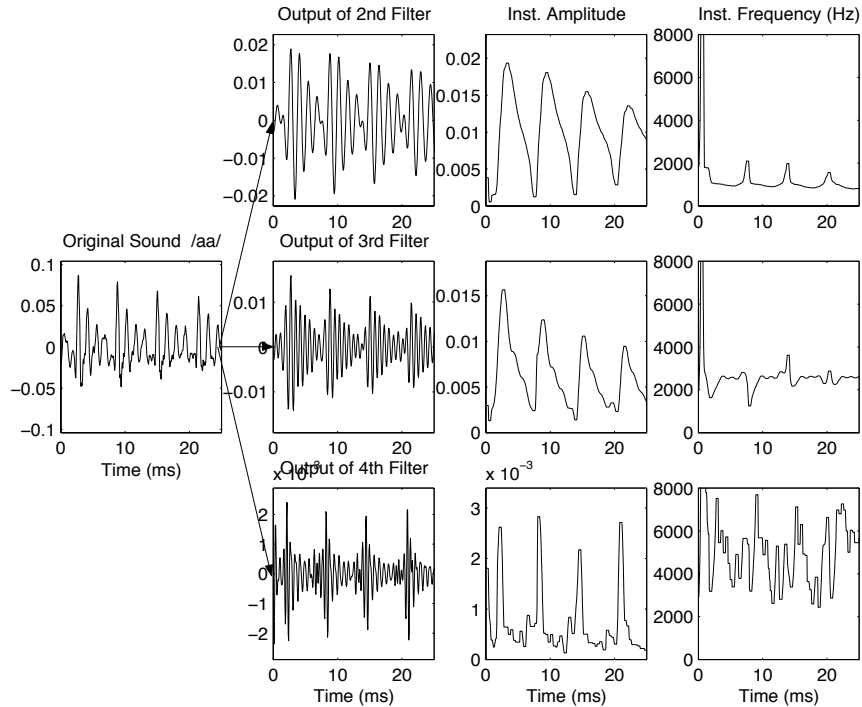 Output of 2nd Filter
Inst. Amplitude
Inst. Frequency (Hz)
0.02
0.01
0
−0.01
−0.02
0 10 20
0.02
0.015
0.01
0.005
0
0 10 20
8000
6000
4000
2000
0
0 10 20
Original Sound /aa/
0.1
0.05
0
−0.05
−0.1
0 10 20
Time (ms)
Output of 3rd Filter
0.01
0
−0.01
0 10 20
0.015
0.01
0.005
0
0 10 20
8000
6000
4000
2000
0
0 10 20
Output of 4th Filter
x 10−3
2
1
0
−1
−2
0 10 20
Time (ms)
x 10−3
3
2
1
0
0 10 20
Time (ms)
8000
6000
4000
2000
0
0 10 20
Time (ms)